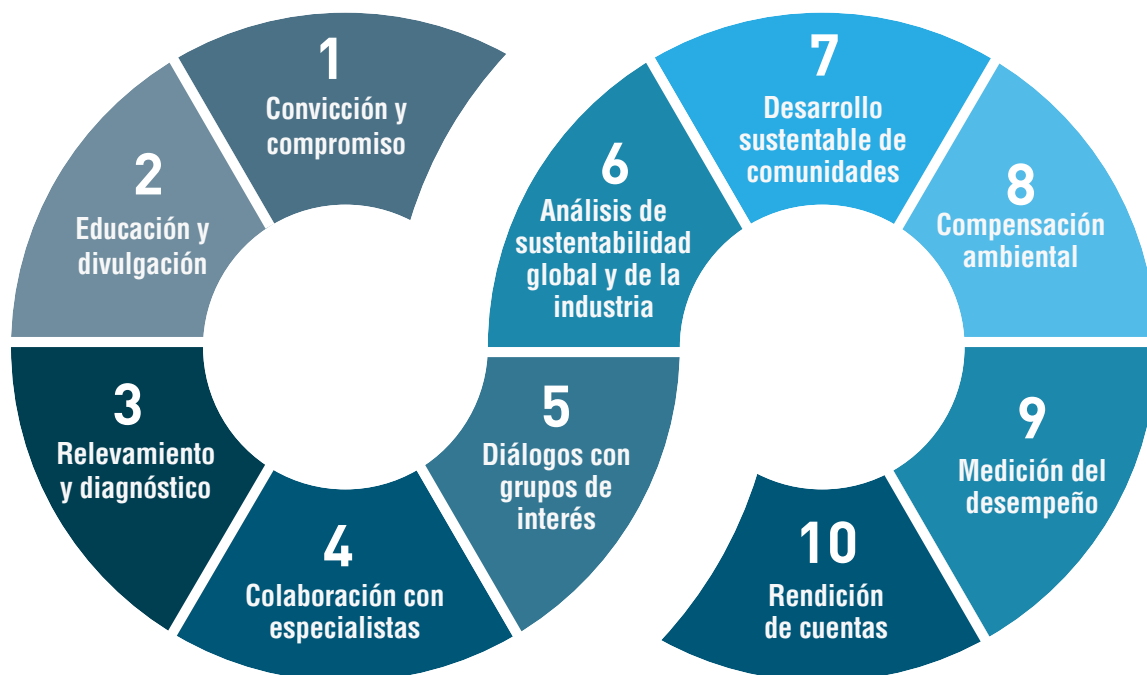 1
Convicción y
compromiso
2
Educación y
divulgación
3
Relevamiento
y diagnóstico
4
Colaboración con
especialistas
5
Diálogos con
grupos de
interés
6
Análisis de
sustentabilidad
global y de la
industria
7
Desarrollo
sustentable de
comunidades
8
Compensación
ambiental
9
Medición del
desempeño
10
Rendición
de cuentas